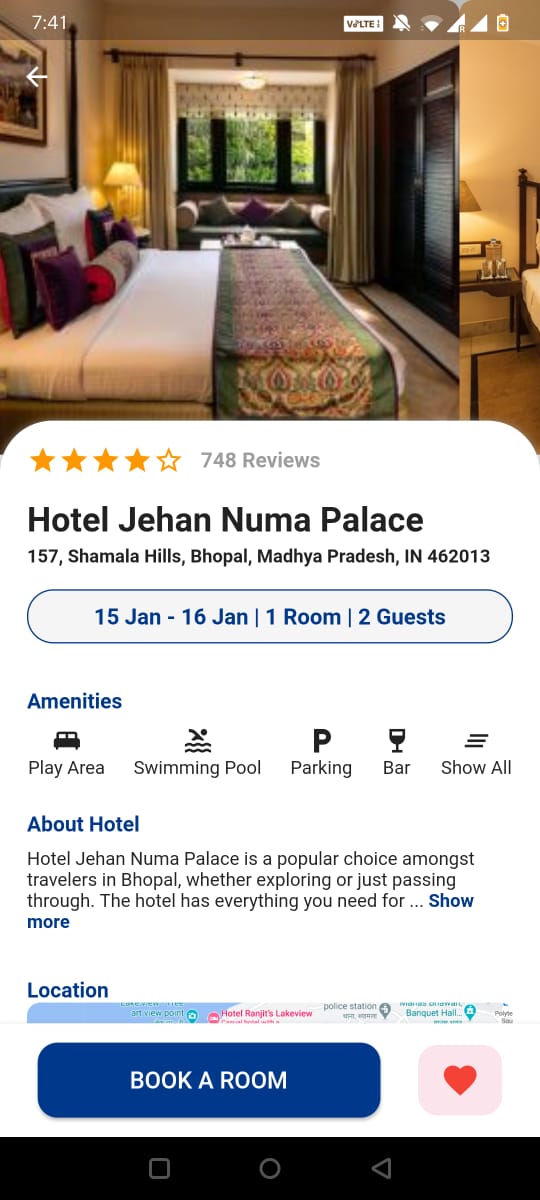 7:41
VoLTE
R
748 Reviews
Hotel Jehan Numa Palace
157, Shamala Hills, Bhopal, Madhya Pradesh, IN 462013
15 Jan - 16 Jan | 1 Room | 2 Guests
Amenities
P
Play Area Swimming Pool Parking Bar Show All
About Hotel
Hotel Jehan Numa Palace is a popular choice amongst
travelers in Bhopal, whether exploring or just passing
through. The hotel has everything you need for ... Show
more
Location
art view point
Hotel Ranjit's Lakeview
police station
Banquet Hall...
Polyte
BOOK A ROOM